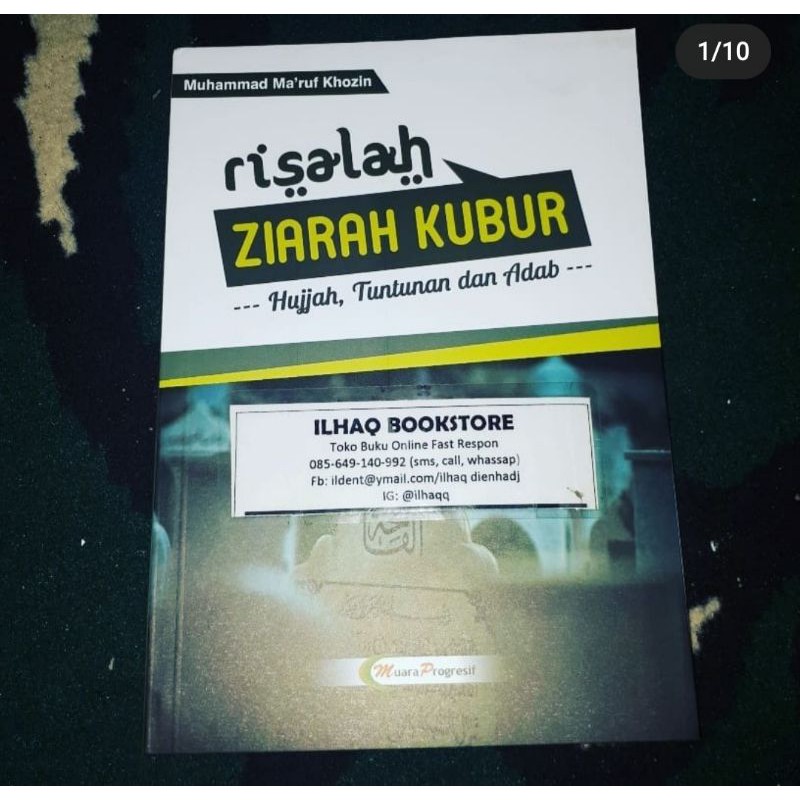 1/10
Muhammad Ma'ruf Khozin
risalah
ZIARAH KUBUR
--- Hujjah, Tuntunan dan Adab ---
ILHAQ BOOKSTORE
Toko Buku Online Fast Respon
085-649-140-992 (sms, call, whassap)
Fb: ildent@ymail.com/ilhaq dienhadj
IG: @ilhaqq
Muara Progresif